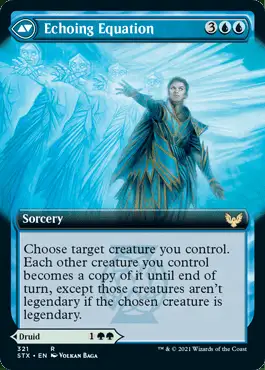 Echoing Equation 3
Sorcery
Choose target creature you control.
Each other creature you control
becomes a copy of it until end of
turn, except those creatures aren't
legendary if the chosen creature is
legendary.
Druid 1
321 R
STX • EN VOLKAN BAGA
™ & © 2021 Wizards of the Coast